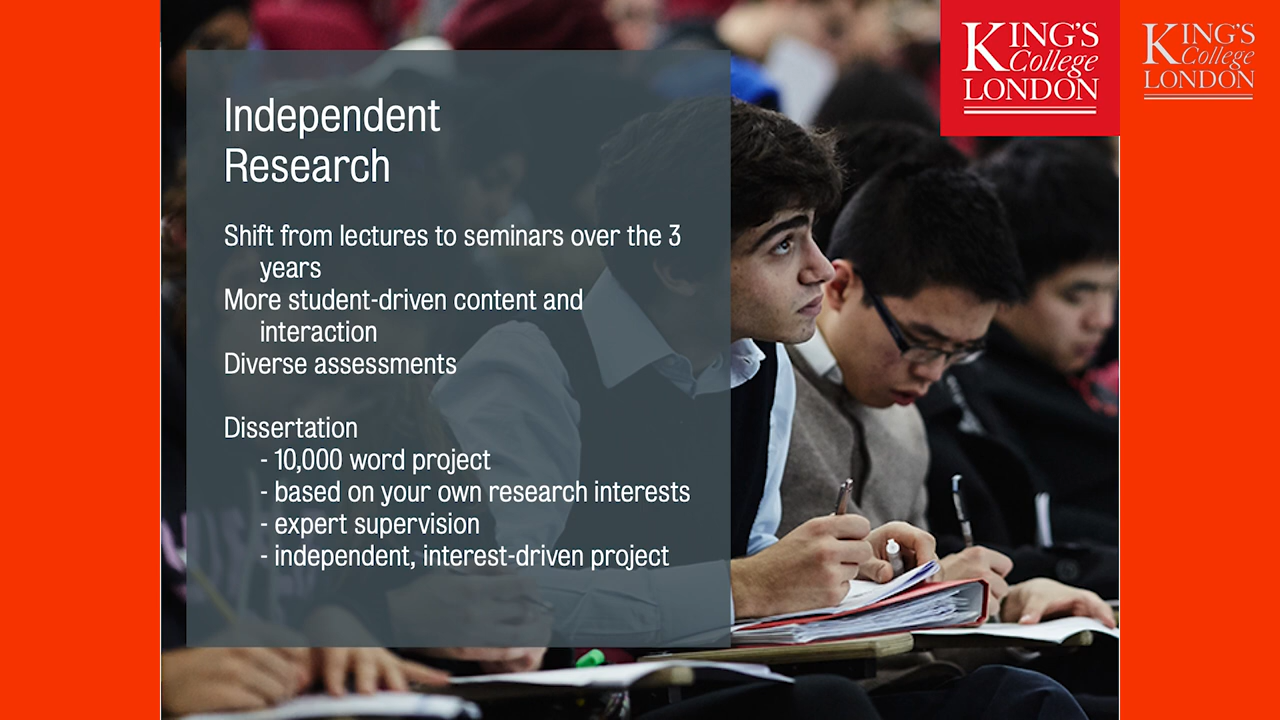 Independent
Research
Shift from lectures to seminars over the 3
years
More student-driven content and
interaction
Diverse assessments
Dissertation
- 10,000 word project
- based on your own research interests
- expert supervision
- independent, interest-driven project
KING'S
College
LONDON
KING'S
College
LONDON